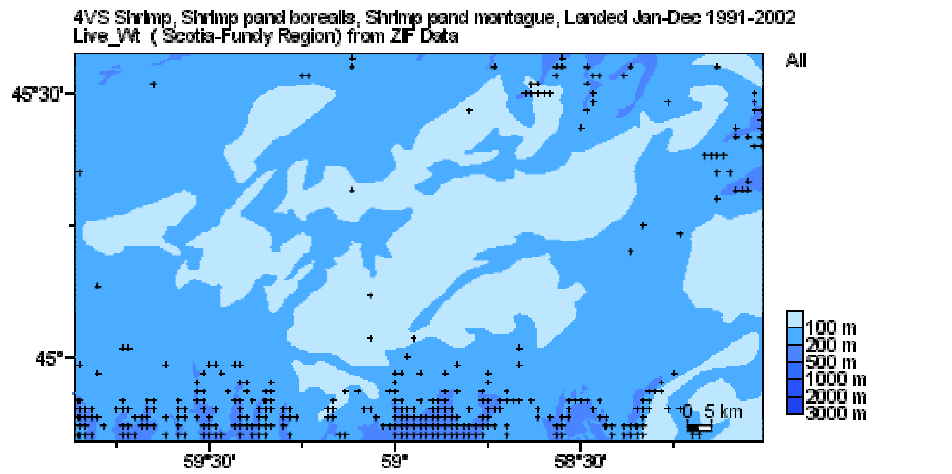 4VS Shrimp, Shrimp pand borealis, Shrimp pand montague, Landed Jan-Dec 1991-2002
Live_Wt ( Scotia-Fundy Region) from ZIF Data
All
45°30'
45°
100 m
200 m
500 m
1000 m
2000 m
3000 m
0 5 km
59°30'
59°
58°30'